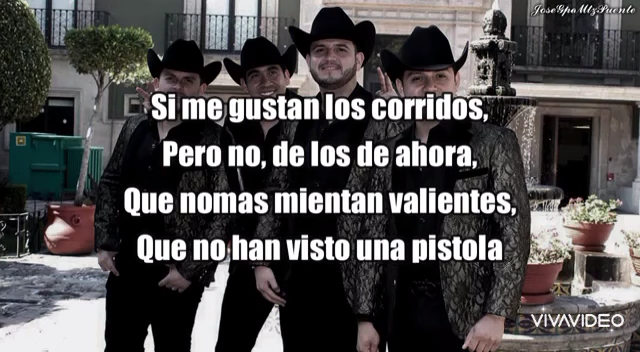 JoseGpaMtzPuente
Si me gustan los corridos,
Pero no, de los de ahora,
Que nomas mientan valientes,
Que no han visto una pistola
VIVAVIDEO